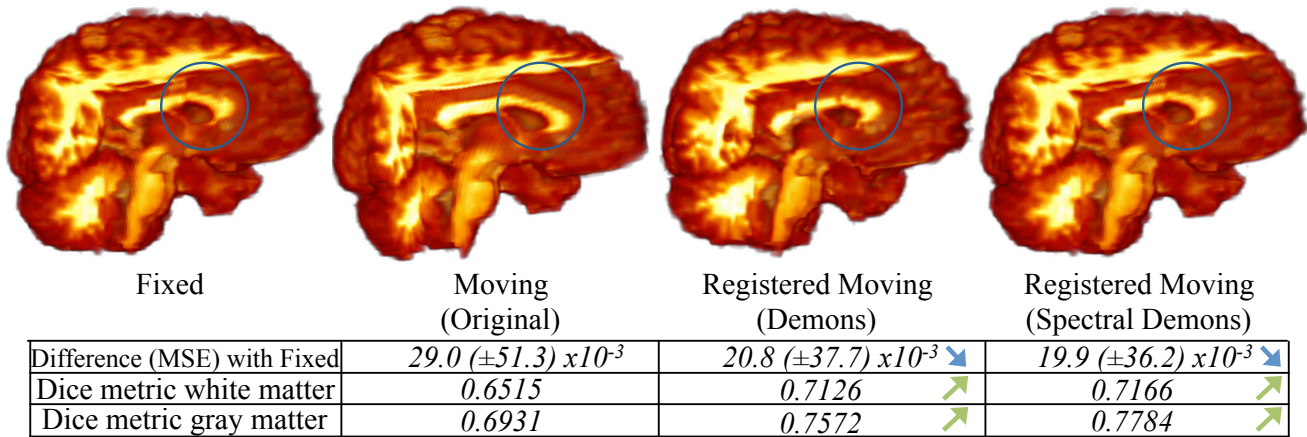 Fixed
Moving
(Original)
Registered Moving
(Demons)
Registered Moving
(Spectral Demons)
Difference (MSE) with Fixed 29.0 (±51.3) x10⁻³ 20.8 (±37.7) x10⁻³ 19.9 (±36.2) x10⁻³
Dice metric white matter 0.6515 0.7126 0.7166
Dice metric gray matter 0.6931 0.7572 0.7784